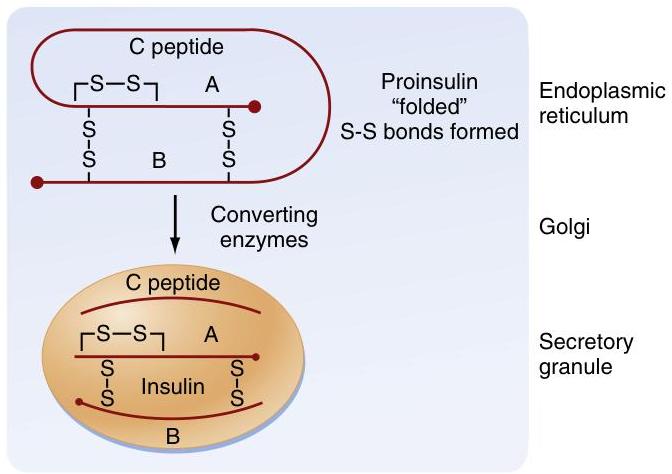 C peptide
S–S
A
S
S
S
S
B
Proinsulin
“folded”
S-S bonds formed
Endoplasmic
reticulum
Converting
enzymes
Golgi
C peptide
S–S
A
S
S
Insulin
S
S
B
Secretory
granule